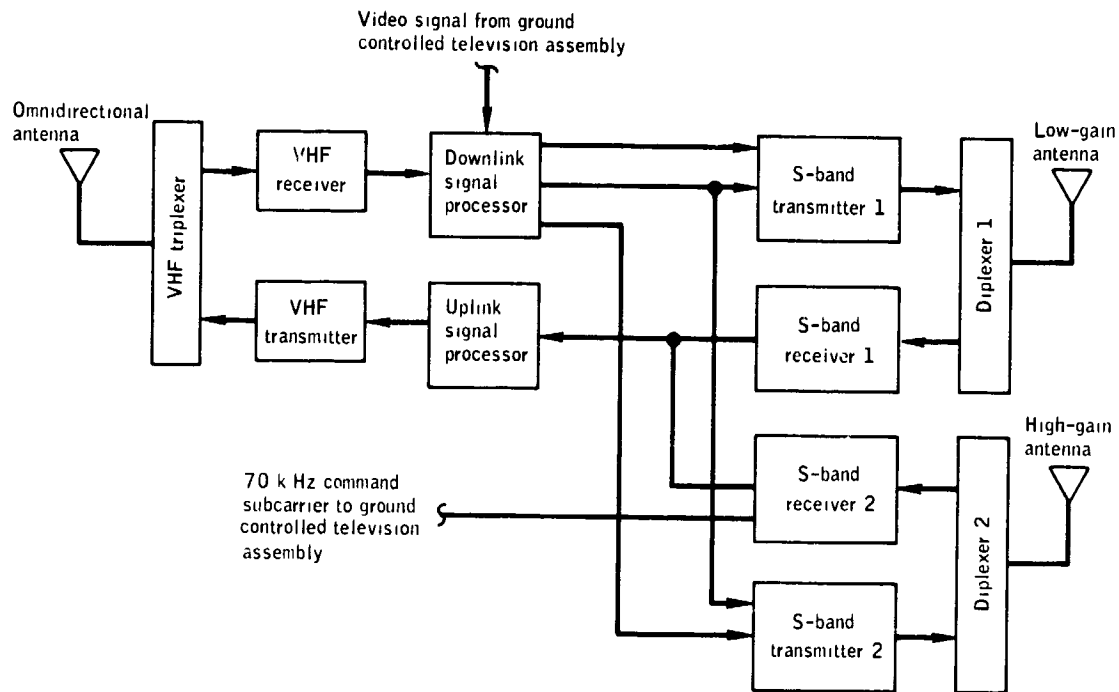 Video signal from ground
controlled television assembly
Omnidirectional
antenna
VHF triplexer
VHF
receiver
Downlink
signal
processor
S-band
transmitter 1
Diplexer 1
Low-gain
antenna
VHF
transmitter
Uplink
signal
processor
S-band
receiver 1
70 kHz command
subcarrier to ground
controlled television
assembly
S-band
receiver 2
Diplexer 2
High-gain
antenna
S-band
transmitter 2